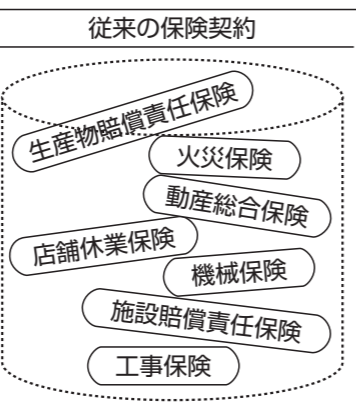 従来の保険契約
生産物賠償責任保険
火災保険
動産総合保険
店舗休業保険
機械保険
施設賠償責任保険
工事保険